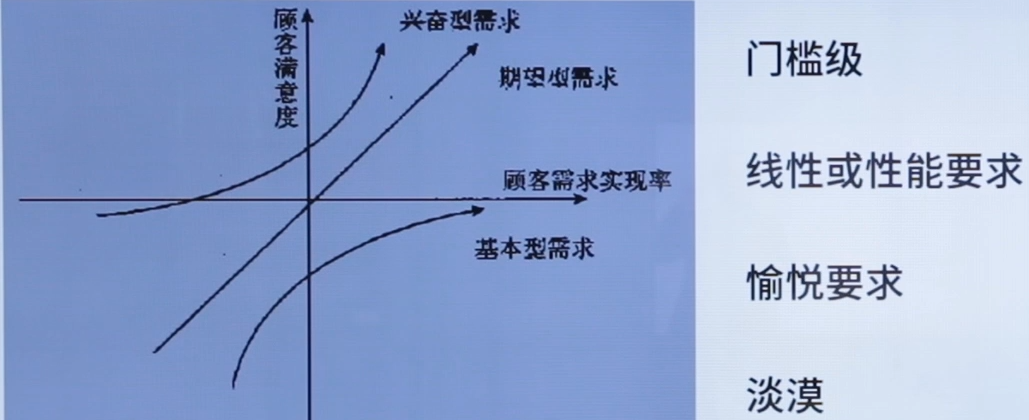 顾客满意度
兴奋型需求
期望型需求
顾客需求实现率
基本型需求
门槛级
线性或性能要求
愉悦要求
淡漠